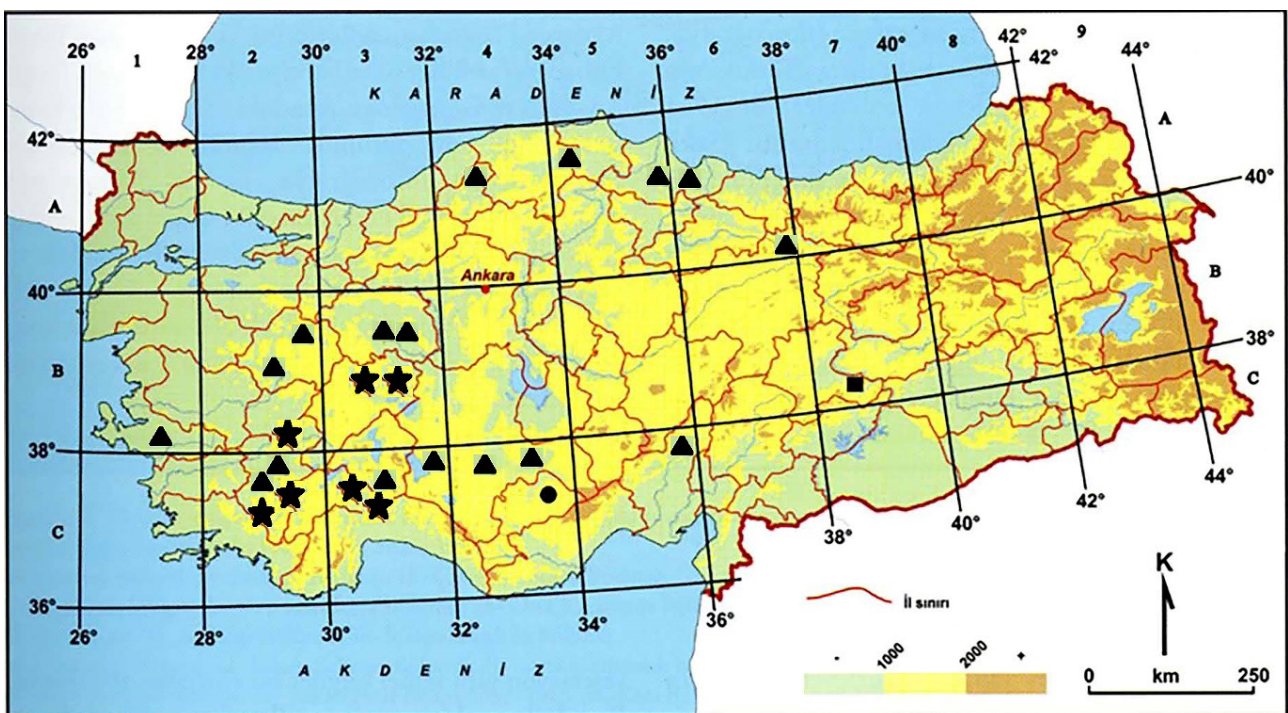 26° 1 28° 2 30° 3 32° 4 34° 5 36° 6 38° 7 40° 8 42° 9 44°
42°
K A R A D E N İ Z
42° A
A 40°
Ankara
40° B
B 38°
C
38°
44°
C 42°
40°
38°
36° 36°
26° 28° 30° 32° 34°
A K D E N İ Z
K
İl sınırı
- 1000 2000 +
0 km 250